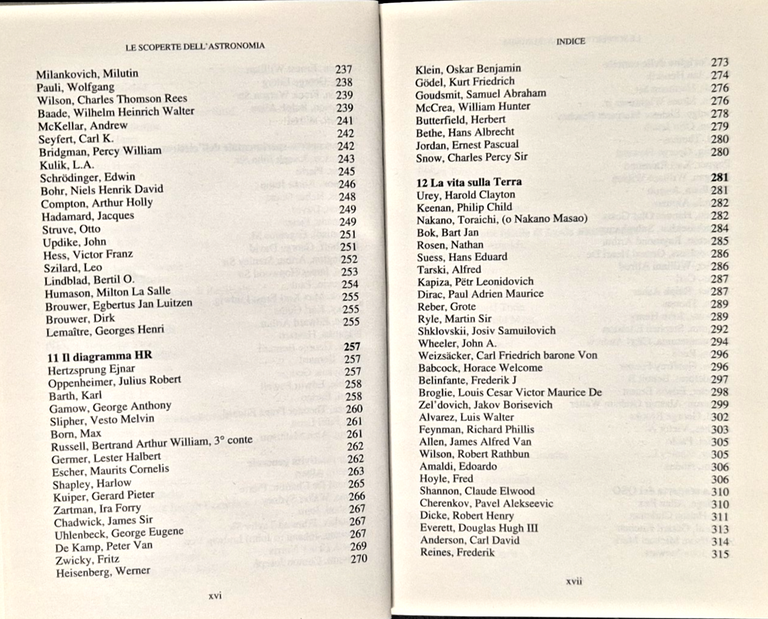 LE SCOPERTE DELL'ASTRONOMIA
Milankovich, Milutin 237
Pauli, Wolfgang 238
Wilson, Charles Thomson Rees 239
Baade, Wilhelm Heinrich Walter 239
McKellar, Andrew 241
Seyfert, Carl K. 242
Bridgman, Percy William 242
Kulik, L.A. 243
Schrödinger, Edwin 245
Bohr, Niels Henrik David 246
Compton, Arthur Holly 248
Hadamard, Jacques 249
Struve, Otto 249
Updike, John 251
Hess, Victor Franz 251
Szilard, Leo 252
Lindblad, Bertil O. 253
Humason, Milton La Salle 254
Brouwer, Egbertus Jan Luitzen 255
Brouwer, Dirk 255
Lemaître, Georges Henri 255
11 Il diagramma HR 257
Hertzsprung Ejnar 257
Oppenheimer, Julius Robert 257
Barth, Karl 258
Gamow, George Anthony 258
Slipher, Vesto Melvin 260
Born, Max 261
Russell, Bertrand Arthur William, 3° conte 261
Germer, Lester Halbert 262
Escher, Maurits Cornelis 262
Shapley, Harlow 263
Kuiper, Gerard Pieter 265
Zartman, Ira Forry 266
Chadwick, James Sir 267
Uhlenbeck, George Eugene 267
De Kamp, Peter Van 267
Zwicky, Fritz 269
Heisenberg, Werner 270
xvi
INDICE
Klein, Oskar Benjamin 273
Gödel, Kurt Friedrich 274
Goudsmit, Samuel Abraham 276
McCrea, William Hunter 276
Butterfield, Herbert 278
Bethe, Hans Albrecht 279
Jordan, Ernest Pascual 280
Snow, Charles Percy Sir 280
12 La vita sulla Terra 281
Urey, Harold Clayton 281
Keenan, Philip Child 282
Nakano, Toraichi, (o Nakano Masao) 282
Bok, Bart Jan 284
Rosen, Nathan 285
Suess, Hans Eduard 286
Tarski, Alfred 286
Kapiza, Pëtr Leonidovich 287
Dirac, Paul Adrien Maurice 287
Reber, Grote 289
Ryle, Martin Sir 289
Shklovskii, Josiv Samuilovich 292
Wheeler, John A. 294
Weizsäcker, Carl Friedrich barone Von 296
Babcock, Horace Welcome 296
Belinfante, Frederik J 297
Broglie, Louis Cesar Victor Maurice De 298
Zel'dovich, Jakov Borisevich 299
Alvarez, Luis Walter 302
Feynman, Richard Phillis 303
Allen, James Alfred Van 305
Wilson, Robert Rathbun 305
Amaldi, Edoardo 306
Hoyle, Fred 306
Shannon, Claude Elwood 310
Cherenkov, Pavel Alekseevic 310
Dicke, Robert Henry 311
Everett, Douglas Hugh III 313
Anderson, Carl David 314
Reines, Frederik 315
xvii